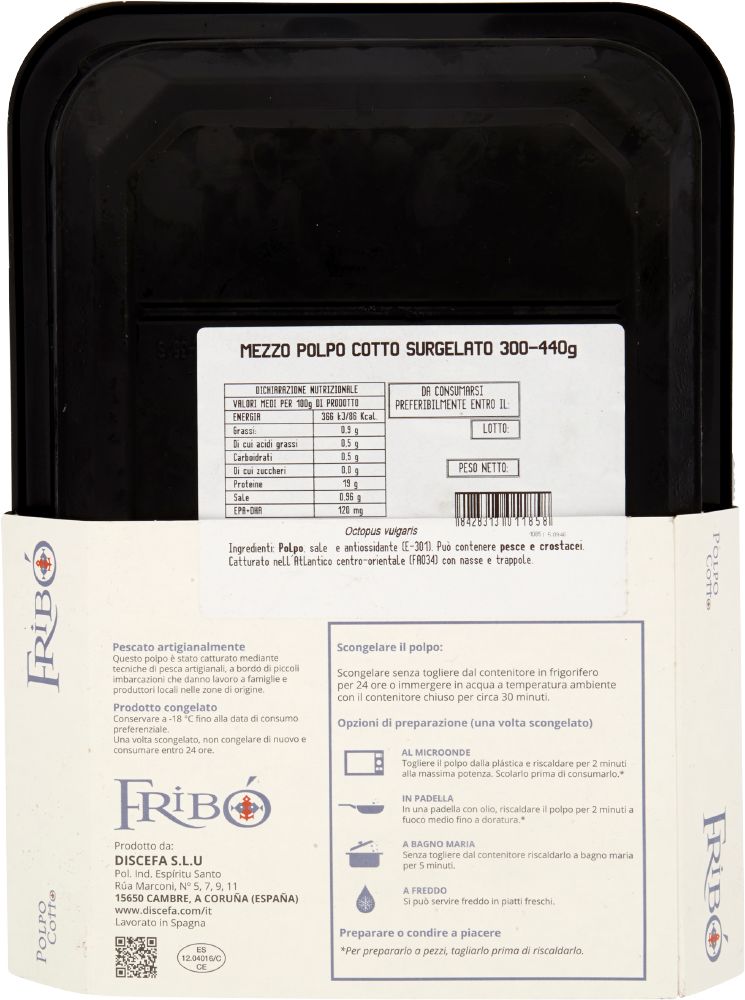 MEZZO POLPO COTTO SURGELATO 300-440g
DICHIARAZIONE NUTRIZIONALE
VALORI MEDI PER 100g DI PRODOTTO
ENERGIA 366 kJ/86 Kcal.
Grassi: 0.9 g
Di cui acidi grassi 0.5 g
Carboidrati 0.5 g
Di cui zuccheri 0.0 g
Proteine 19 g
Sale 0.96 g
EPA+DHA 120 mg
DA CONSUMARSI
PREFERIBILMENTE ENTRO IL:
LOTTO:
PESO NETTO:
8428313011858
Octopus vulgaris
Ingredienti: Polpo, sale e antiossidante (E-301). Può contenere pesce e crostacei.
Catturato nell'Atlantico centro-orientale (FAO34) con nasse e trappole.
FRiBÓ
POLPO
COTTO
Pescato artigianalmente
Questo polpo è stato catturato mediante
tecniche di pesca artigianali, a bordo di piccoli
imbarcazioni che danno lavoro a famiglie e
produttori locali nelle zone di origine.
Prodotto congelato
Conservare a -18 °C fino alla data di consumo
preferenziale.
Una volta scongelato, non congelare di nuovo e
consumare entro 24 ore.
FRiBÓ
Prodotto da:
DISCEFA S.L.U
Pol. Ind. Espíritu Santo
Rúa Marconi, Nº 5, 7, 9, 11
15650 CAMBRE, A CORUÑA (ESPAÑA)
www.discefa.com/it
Lavorato in Spagna
ES
12.04016/C
CE
Scongelare il polpo:
Scongelare senza togliere dal contenitore in frigorifero
per 24 ore o immergere in acqua a temperatura ambiente
con il contenitore chiuso per circa 30 minuti.
Opzioni di preparazione (una volta scongelato)
AL MICROONDE
Togliere il polpo dalla plástica e riscaldare per 2 minuti
alla massima potenza. Scolarlo prima di consumarlo.*
IN PADELLA
In una padella con olio, riscaldare il polpo per 2 minuti a
fuoco medio fino a doratura.*
A BAGNO MARIA
Senza togliere dal contenitore riscaldarlo a bagno maria
per 5 minuti.
A FREDDO
Si può servire freddo in piatti freschi.
Preparare o condire a piacere
*Per prepararlo a pezzi, tagliarlo prima di riscaldarlo.
POLPO
COTTO
FRiBÓ